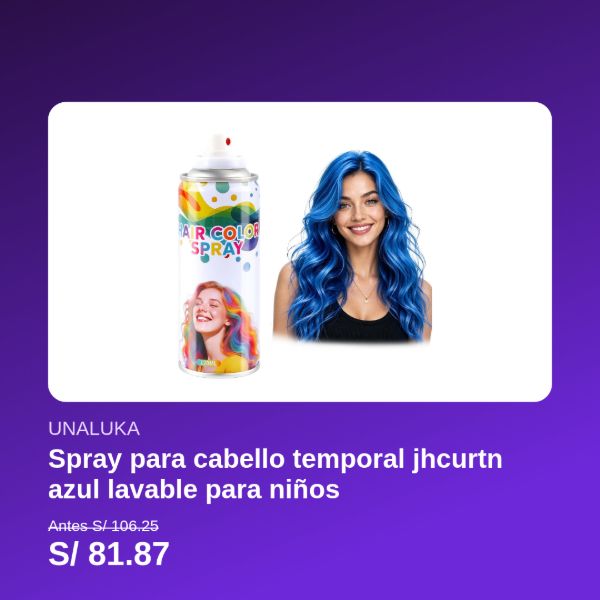 HAIR COLOR
SPRAY
UNALUKA
Spray para cabello temporal jhcurtn
azul lavable para niños
Antes S/ 106.25
S/ 81.87